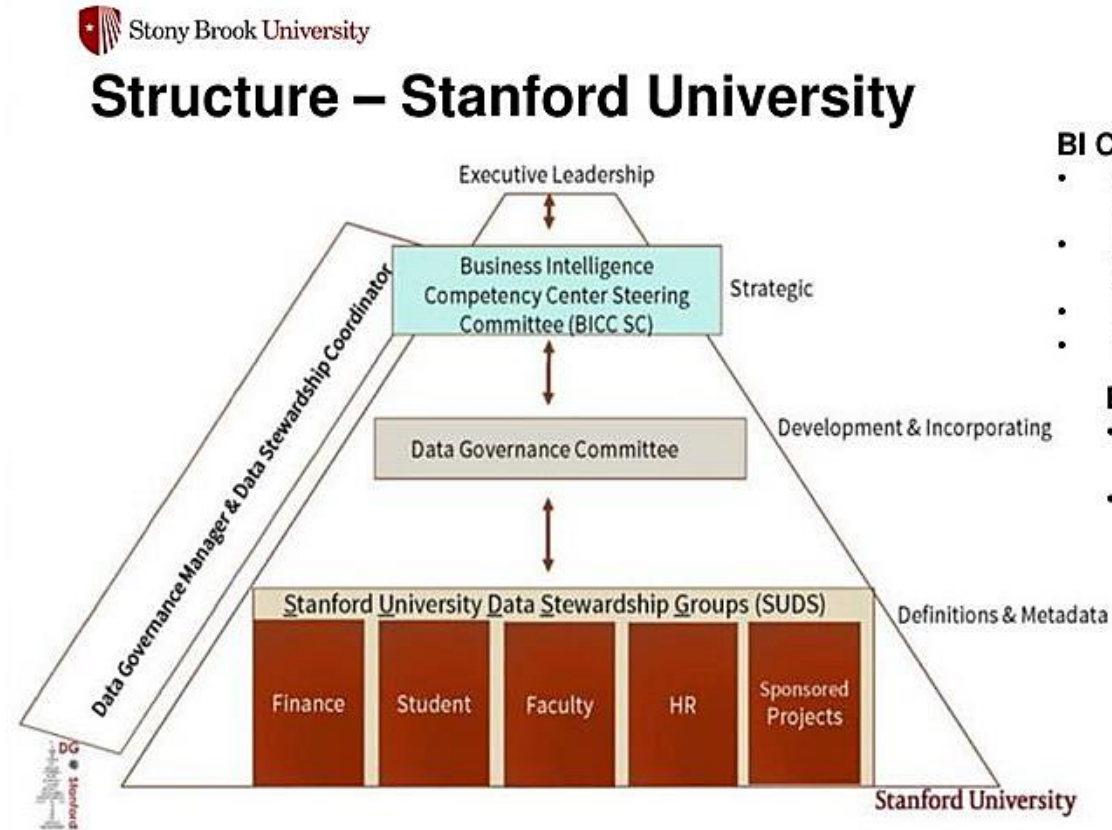 Stony Brook University
Structure – Stanford University
BI C
Executive Leadership
Business Intelligence
Competency Center Steering
Committee (BICC SC)
Strategic
Data Governance Manager & Data Stewardship Coordinator
Data Governance Committee
Development & Incorporating
Stanford University Data Stewardship Groups (SUDS)
Definitions & Metadata
Finance
Student
Faculty
HR
Sponsored
Projects
DG
Stanford
Stanford University